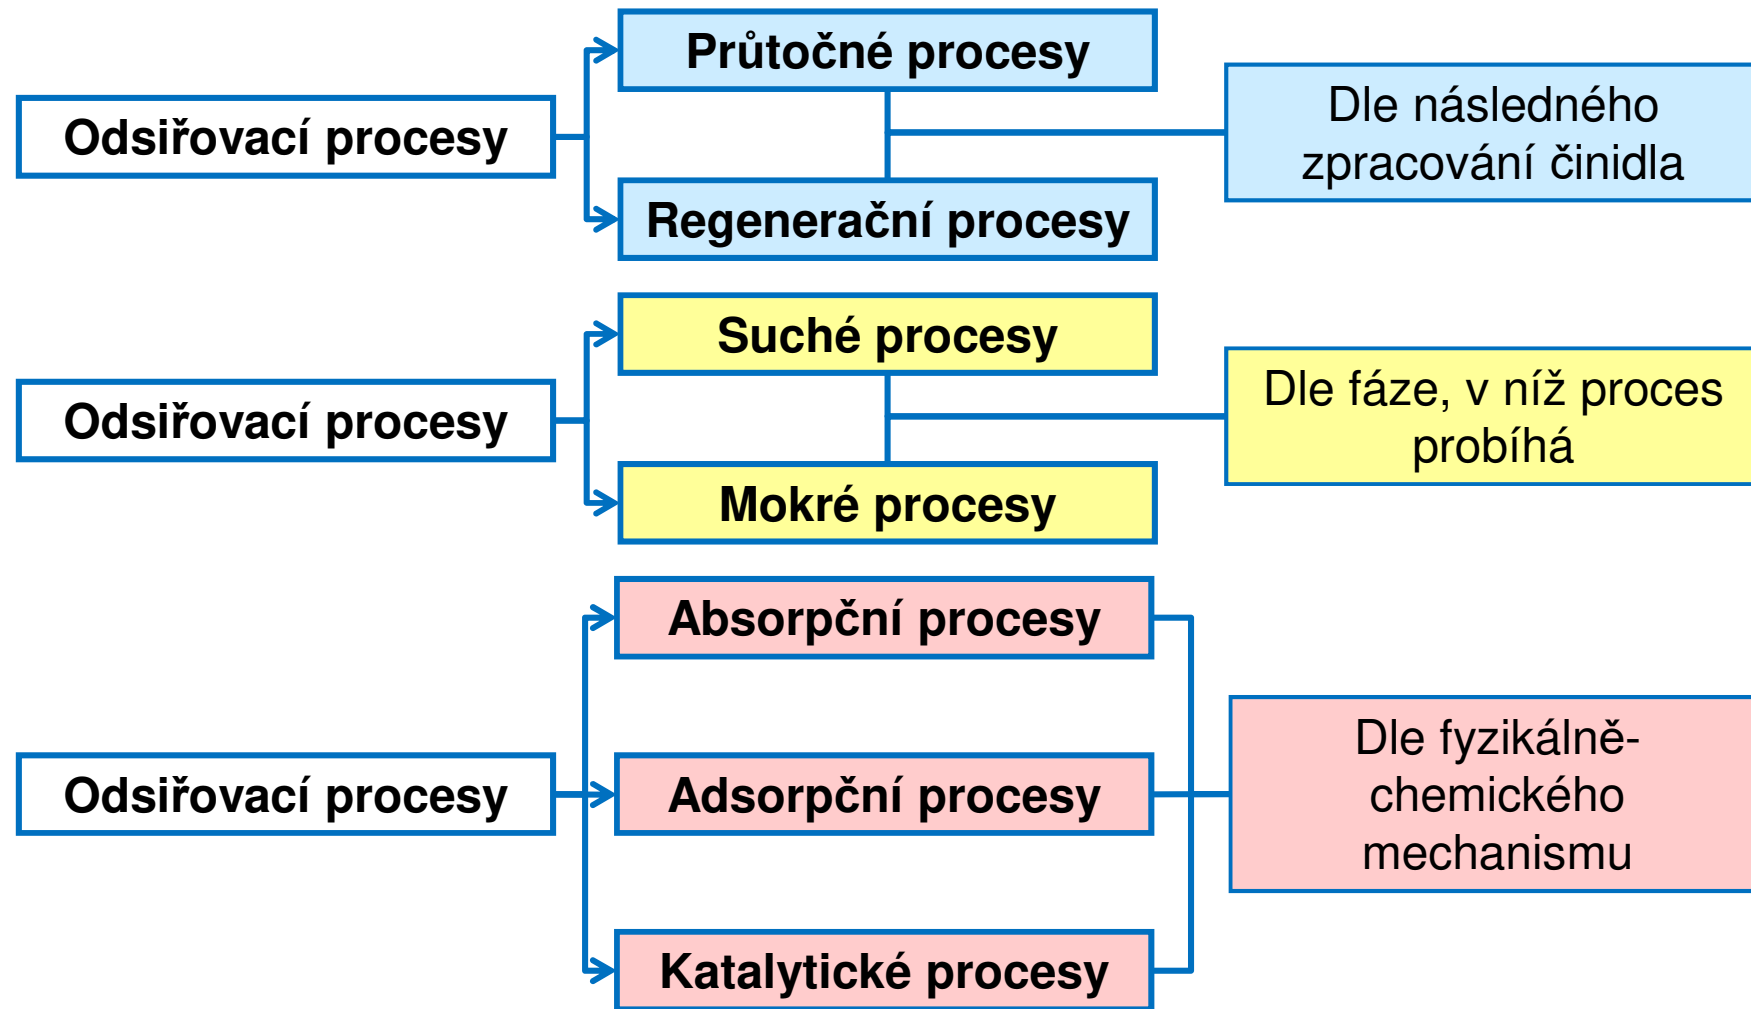 Průtočné procesy
Odsiřovací procesy
Dle následného
zpracování činidla
Regenerační procesy
Suché procesy
Odsiřovací procesy
Dle fáze, v níž proces
probíhá
Mokré procesy
Absorpční procesy
Odsiřovací procesy
Adsorpční procesy
Dle fyzikálně-
chemického
mechanismu
Katalytické procesy